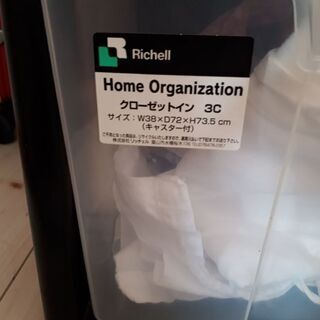 Richell
Home Organization
クローゼットイン 3C
サイズ：W38×D72×H73.5 cm
（キャスター付）